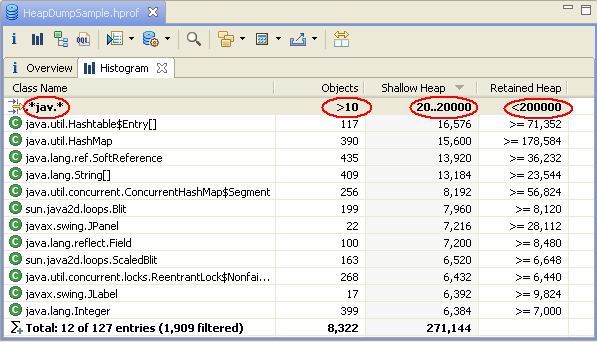 HeapDumpSample.hprof
Overview Histogram
Class Name Objects Shallow Heap Retained Heap
.*jav.* >10 20..20000 <200000
java.util.Hashtable$Entry[] 117 16,576 >= 71,352
java.util.HashMap 390 15,600 >= 178,584
java.lang.ref.SoftReference 435 13,920 >= 36,232
java.lang.String[] 409 13,184 >= 23,544
java.util.concurrent.ConcurrentHashMap$Segment 256 8,192 >= 56,824
sun.java2d.loops.Blit 199 7,960 >= 8,120
javax.swing.JPanel 22 7,216 >= 28,112
java.lang.reflect.Field 100 7,200 >= 8,480
sun.java2d.loops.ScaledBlit 163 6,520 >= 6,648
java.util.concurrent.locks.ReentrantLock$Nonfai... 268 6,432 >= 6,440
javax.swing.JLabel 17 6,392 >= 9,824
java.lang.Integer 399 6,384 >= 7,000
Total: 12 of 127 entries (1,909 filtered) 8,322 271,144